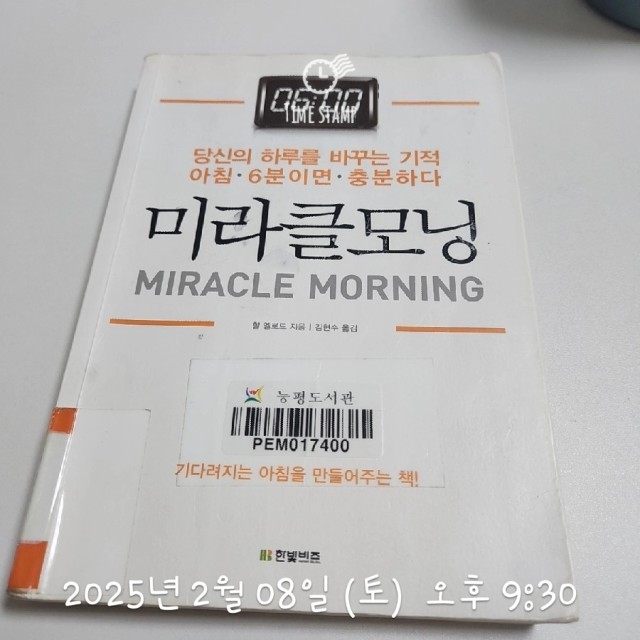 TIME STAMP
당신의 하루를 바꾸는 기적
아침·6분이면·충분하다
미라클모닝
MIRACLE MORNING
할 엘로드 지음 | 김현수 옮김
능평도서관
PEM017400
기다려지는 아침을 만들어주는 책!
한빛비즈
2025년 2월 08일 (토) 오후 9:30